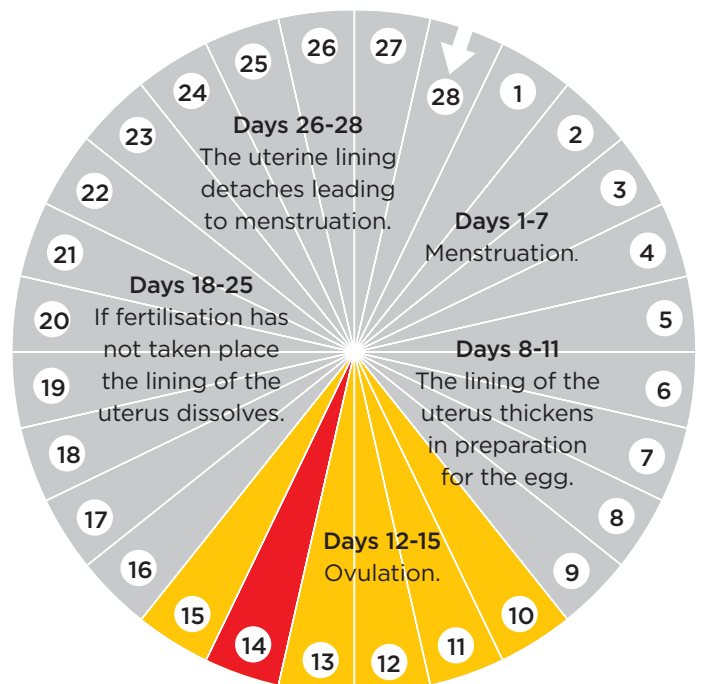 1
2
3
4
5
6
7
8
9
10
11
12
13
14
15
16
17
18
19
20
21
22
23
24
25
26
27
28
Days 1-7
Menstruation.
Days 8-11
The lining of the
uterus thickens
in preparation
for the egg.
Days 12-15
Ovulation.
Days 18-25
If fertilisation has
not taken place
the lining of the
uterus dissolves.
Days 26-28
The uterine lining
detaches leading
to menstruation.